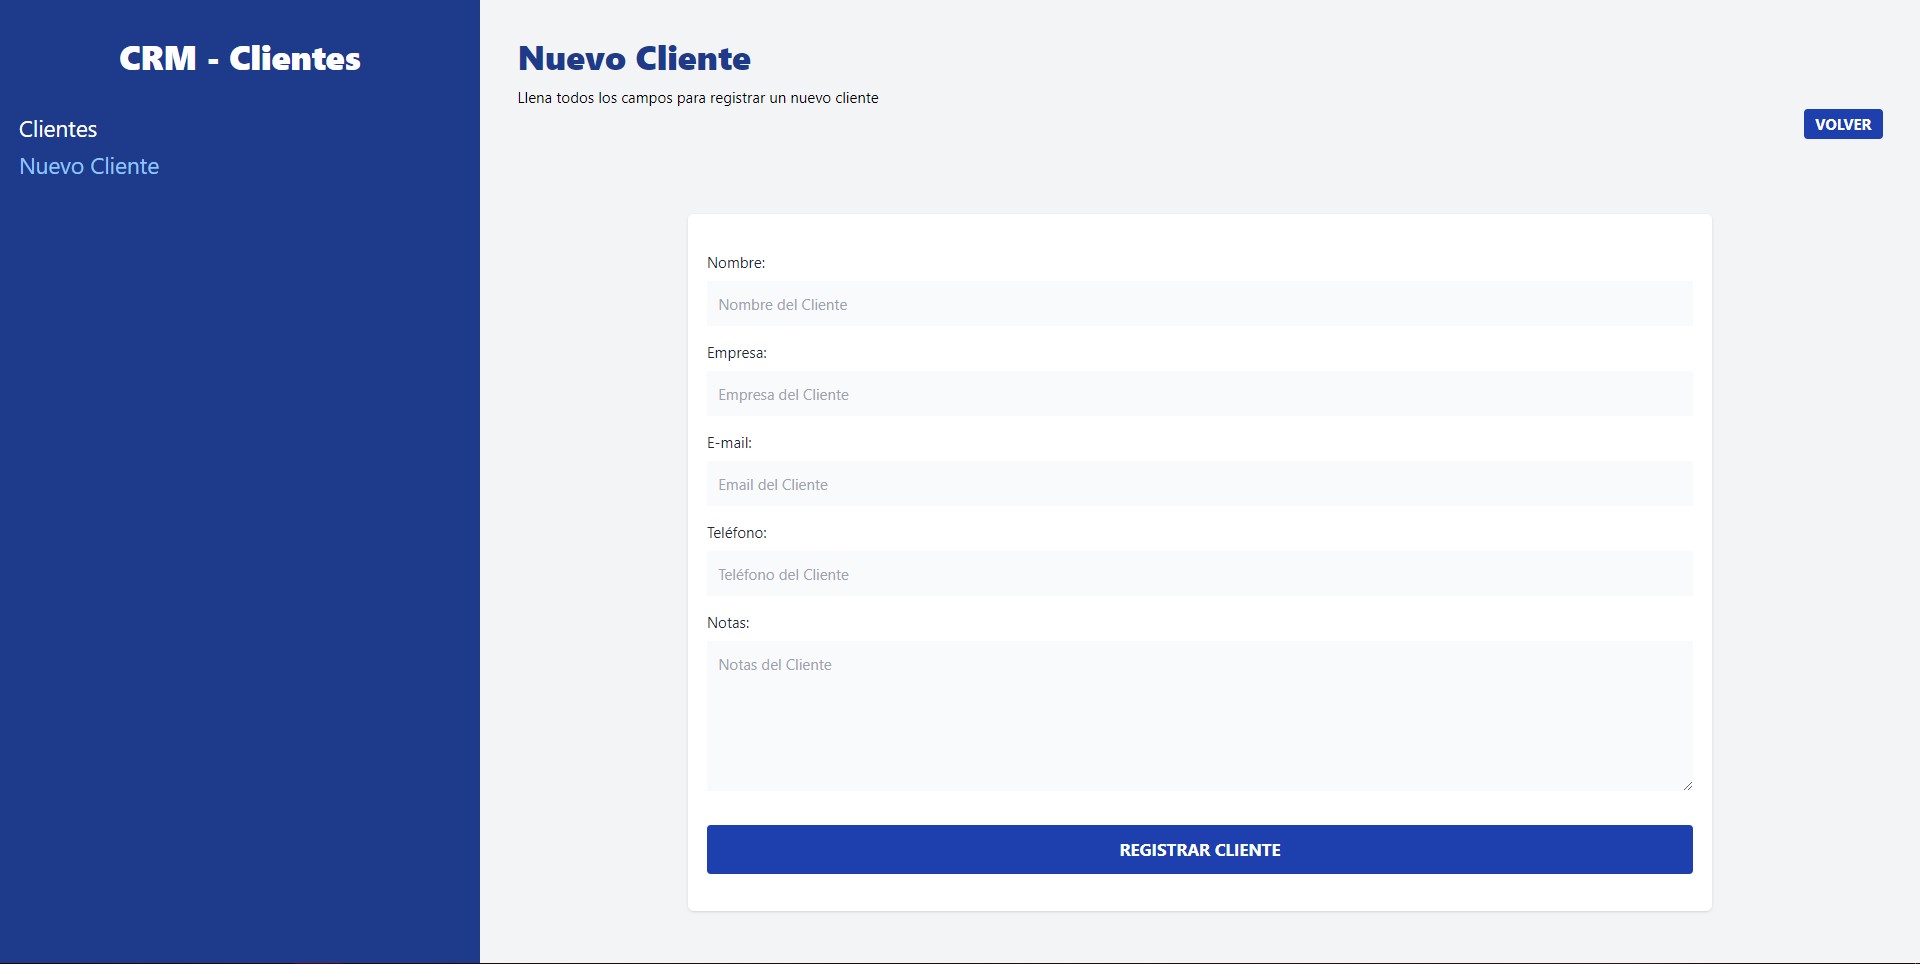 CRM - Clientes
Clientes
Nuevo Cliente
Nuevo Cliente
Llena todos los campos para registrar un nuevo cliente
VOLVER
Nombre:
Nombre del Cliente
Empresa:
Empresa del Cliente
E-mail:
Email del Cliente
Teléfono:
Teléfono del Cliente
Notas:
Notas del Cliente
REGISTRAR CLIENTE